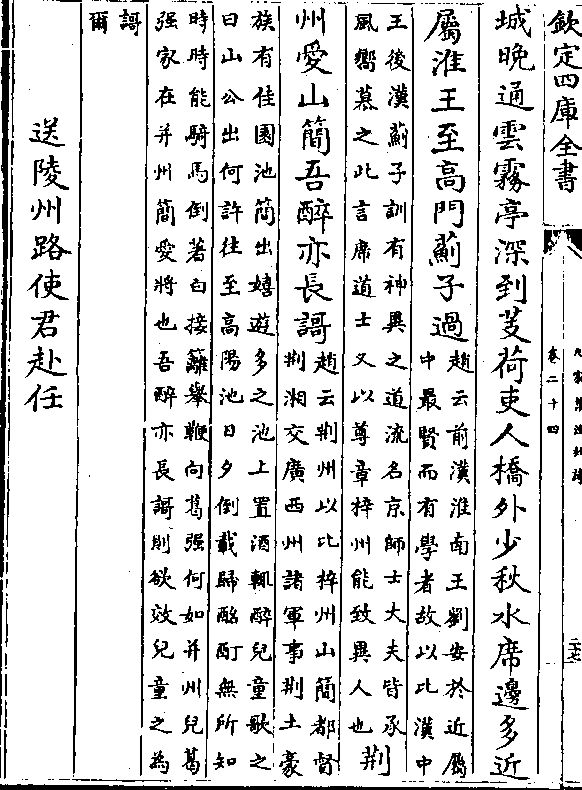 欽定四庫全書
九家集注杜詩
卷二十四
城晚通雲霧亭深到芰荷吏人橋外少秋水席邊多近
屬淮王至高門薊子過
趙云前漢淮南王劉安於近屬
中最賢而有學者故以比漢中
王後漢薊子訓有神異之道流名京師士大夫皆承
風嚮慕之此言席道士又以尊章梓州能致異人也
荆
州愛山簡吾醉亦長謌
趙云荆州以比梓州山簡都督
荆湘交廣西州諸軍事荆土豪
族有佳園池簡出嬉遊多之池上置酒輒醉兒童歌之
曰山公出何許徃至高陽池日夕倒載歸酩酊無所知
時時能騎馬倒著白接籬舉鞭向葛强何如并州兒葛
强家在并州簡愛將也吾醉亦長謌則欲效兒童之為
謌
爾
送陵州路使君赴任